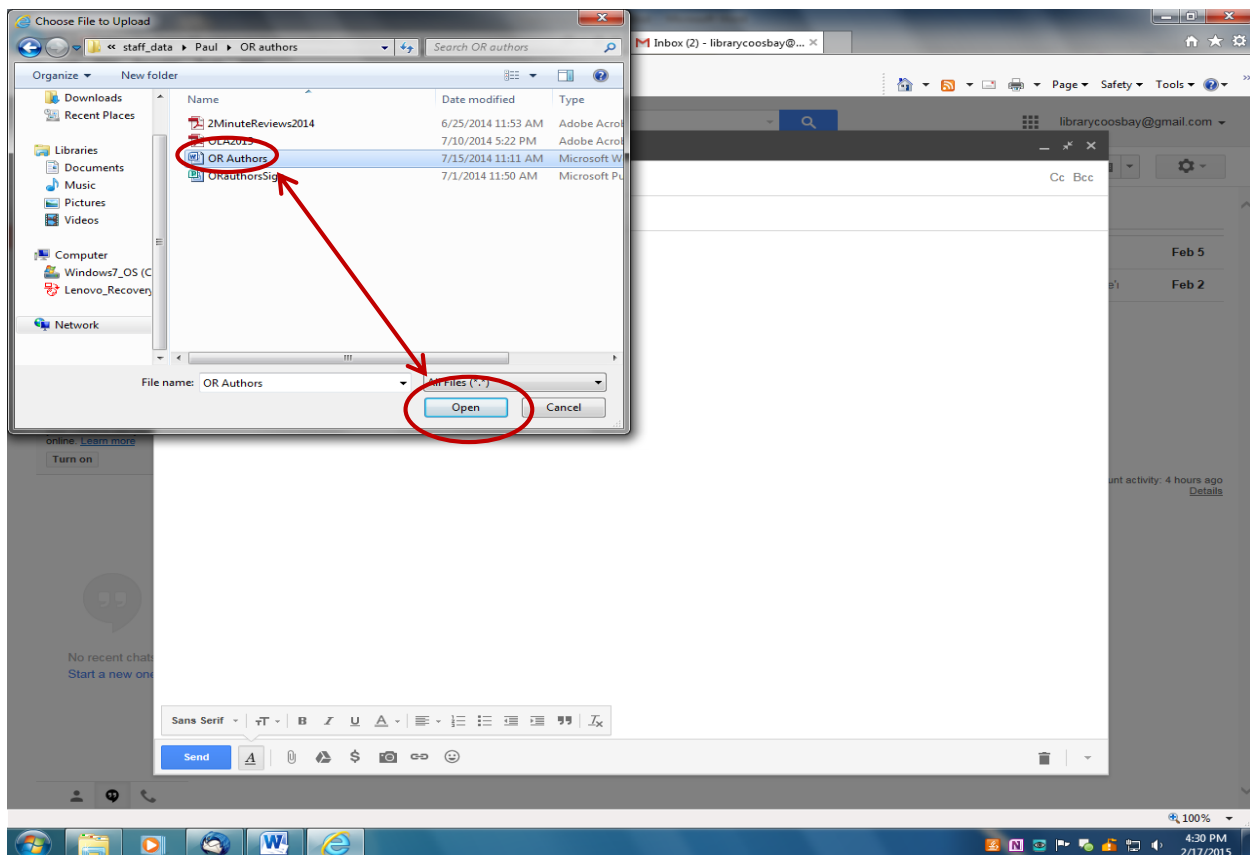 Choose File to Upload
« staff_data ▸ Paul ▸ OR authors
Search OR authors
Inbox (2) - librarycoosbay@...
Organize
New folder
Page
Safety
Tools
Downloads
Recent Places
Libraries
Documents
Music
Pictures
Videos
Computer
Windows7_OS (C
Lenovo_Recovery
Network
Name
Date modified
Type
2MinuteReviews2014
6/25/2014 11:53 AM
Adobe Acrob
OLA2015
7/10/2014 5:22 PM
Adobe Acrob
OR Authors
7/15/2014 11:11 AM
Microsoft W
ORauthorsSig
7/1/2014 11:50 AM
Microsoft Pu
File name:
OR Authors
All Files (*.*)
Open
Cancel
librarycoosbay@gmail.com
Cc Bcc
Feb 5
Feb 2
online. Learn more
Turn on
unt activity: 4 hours ago
Details
No recent chats
Start a new one
Sans Serif
Send
100%
4:30 PM
2/17/2015